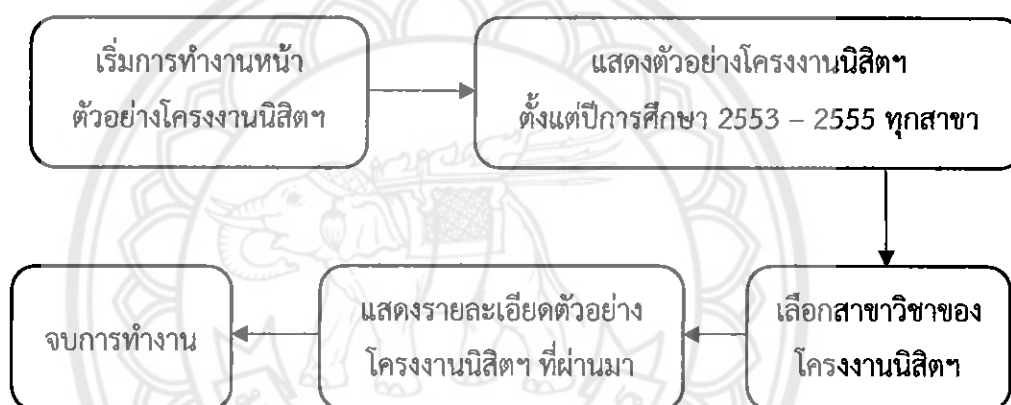 เริ่มการทำงานหน้า
ตัวอย่างโครงงานนิสิตฯ
แสดงตัวอย่างโครงงานนิสิตฯ
ตั้งแต่ปีการศึกษา 2553 – 2555 ทุกสาขา
เลือกสาขาวิชาของ
โครงงานนิสิตฯ
แสดงรายละเอียดตัวอย่าง
โครงงานนิสิตฯ ที่ผ่านมา
จบการทำงาน